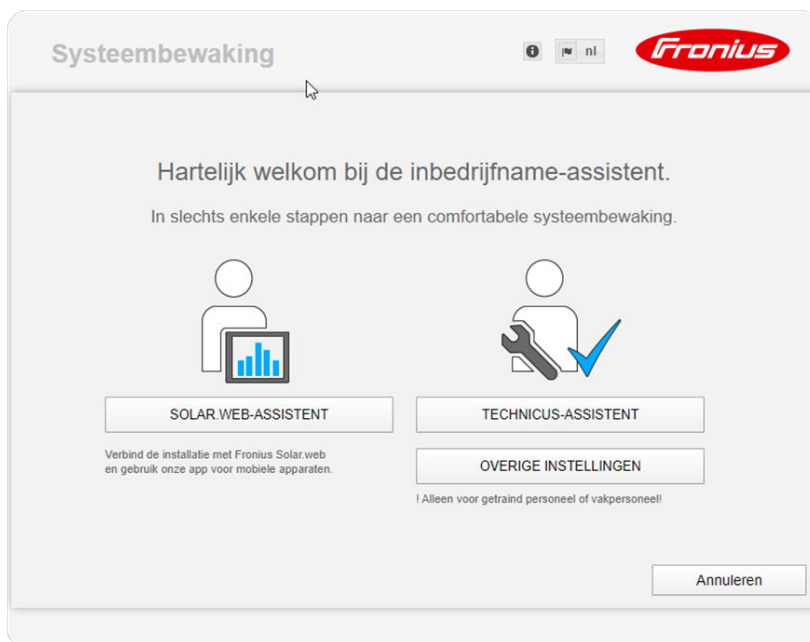 Systeembewaking
nl
Fronius
Hartelijk welkom bij de inbedrijfname-assistent.
In slechts enkele stappen naar een comfortabele systeembewaking.
SOLAR.WEB-ASSISTENT
Verbind de installatie met Fronius Solar.web
en gebruik onze app voor mobiele apparaten.
TECHNICUS-ASSISTENT
OVERIGE INSTELLINGEN
! Alleen voor getraind personeel of vakpersoneel!
Annuleren